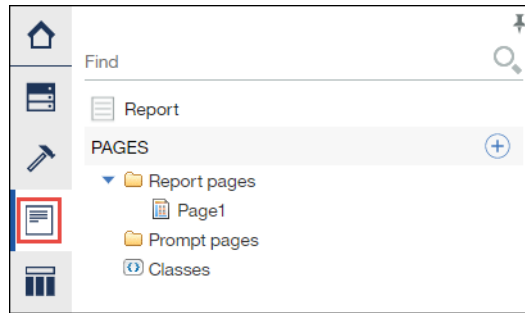 Find
Report
PAGES
Report pages
Page1
Prompt pages
Classes